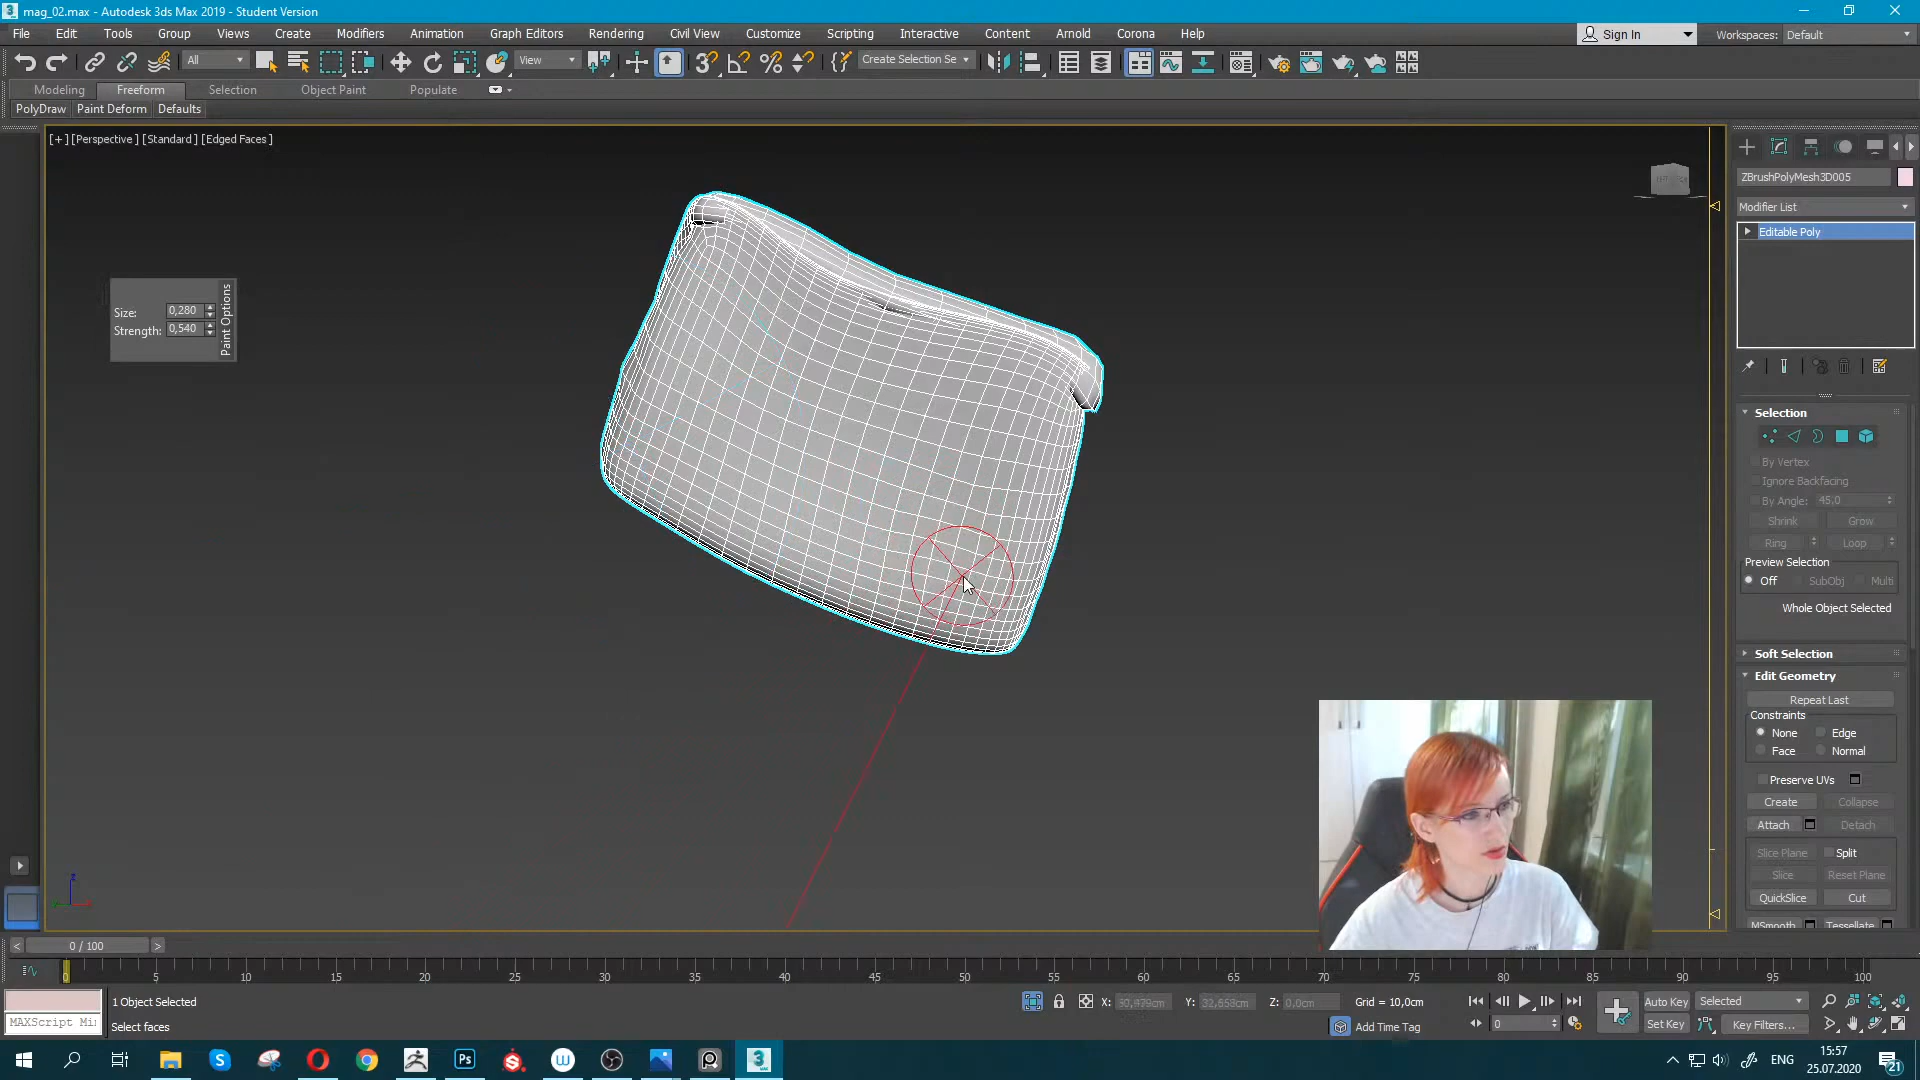 mag_02.max - Autodesk 3ds Max 2019 - Student Version
File Edit Tools Group Views Create Modifiers Animation Graph Editors Rendering Civil View Customize Scripting Interactive Content Arnold Corona Help
Sign In Workspaces: Default
All View Create Selection Se
Modeling Freeform Selection Object Paint Populate
PolyDraw Paint Deform Defaults
[+][Perspective][Standard][Edged Faces]
Size: 0,280
Strength: 0,540
Paint Options
ZBrushPolyMesh3D005
Modifier List
Editable Poly
Selection
By Vertex
Ignore Backfacing
By Angle: 45,0
Shrink Grow
Ring Loop
Preview Selection
Off SubObj Multi
Whole Object Selected
Soft Selection
Edit Geometry
Repeat Last
Constraints
None Edge
Face Normal
Preserve UVs
Create Collapse
Attach Detach
Slice Plane Split
Slice Reset Plane
QuickSlice Cut
MSmooth Tessellate
z
< 0 / 100 >
0 5 10 15 20 25 30 35 40 45 50 55 60 65 70 75 80 85 90 95 100
1 Object Selected X: Y: Z: 0,0cm Grid = 10,0cm Auto Key Selected
MAXScript Mi Select faces Add Time Tag 0 Set Key Key Filters...
ENG 15:57
25.07.2020 21